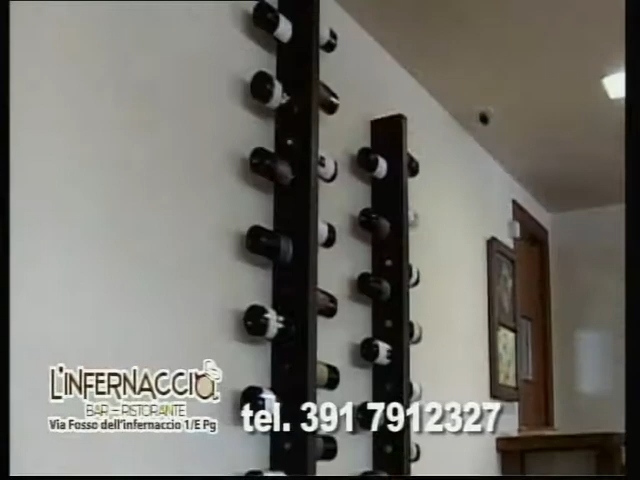 L'INFERNACCIO
BAR - RISTORANTE
Via Fosso dell'infernaccio 1/E Pg
tel. 391 7912327